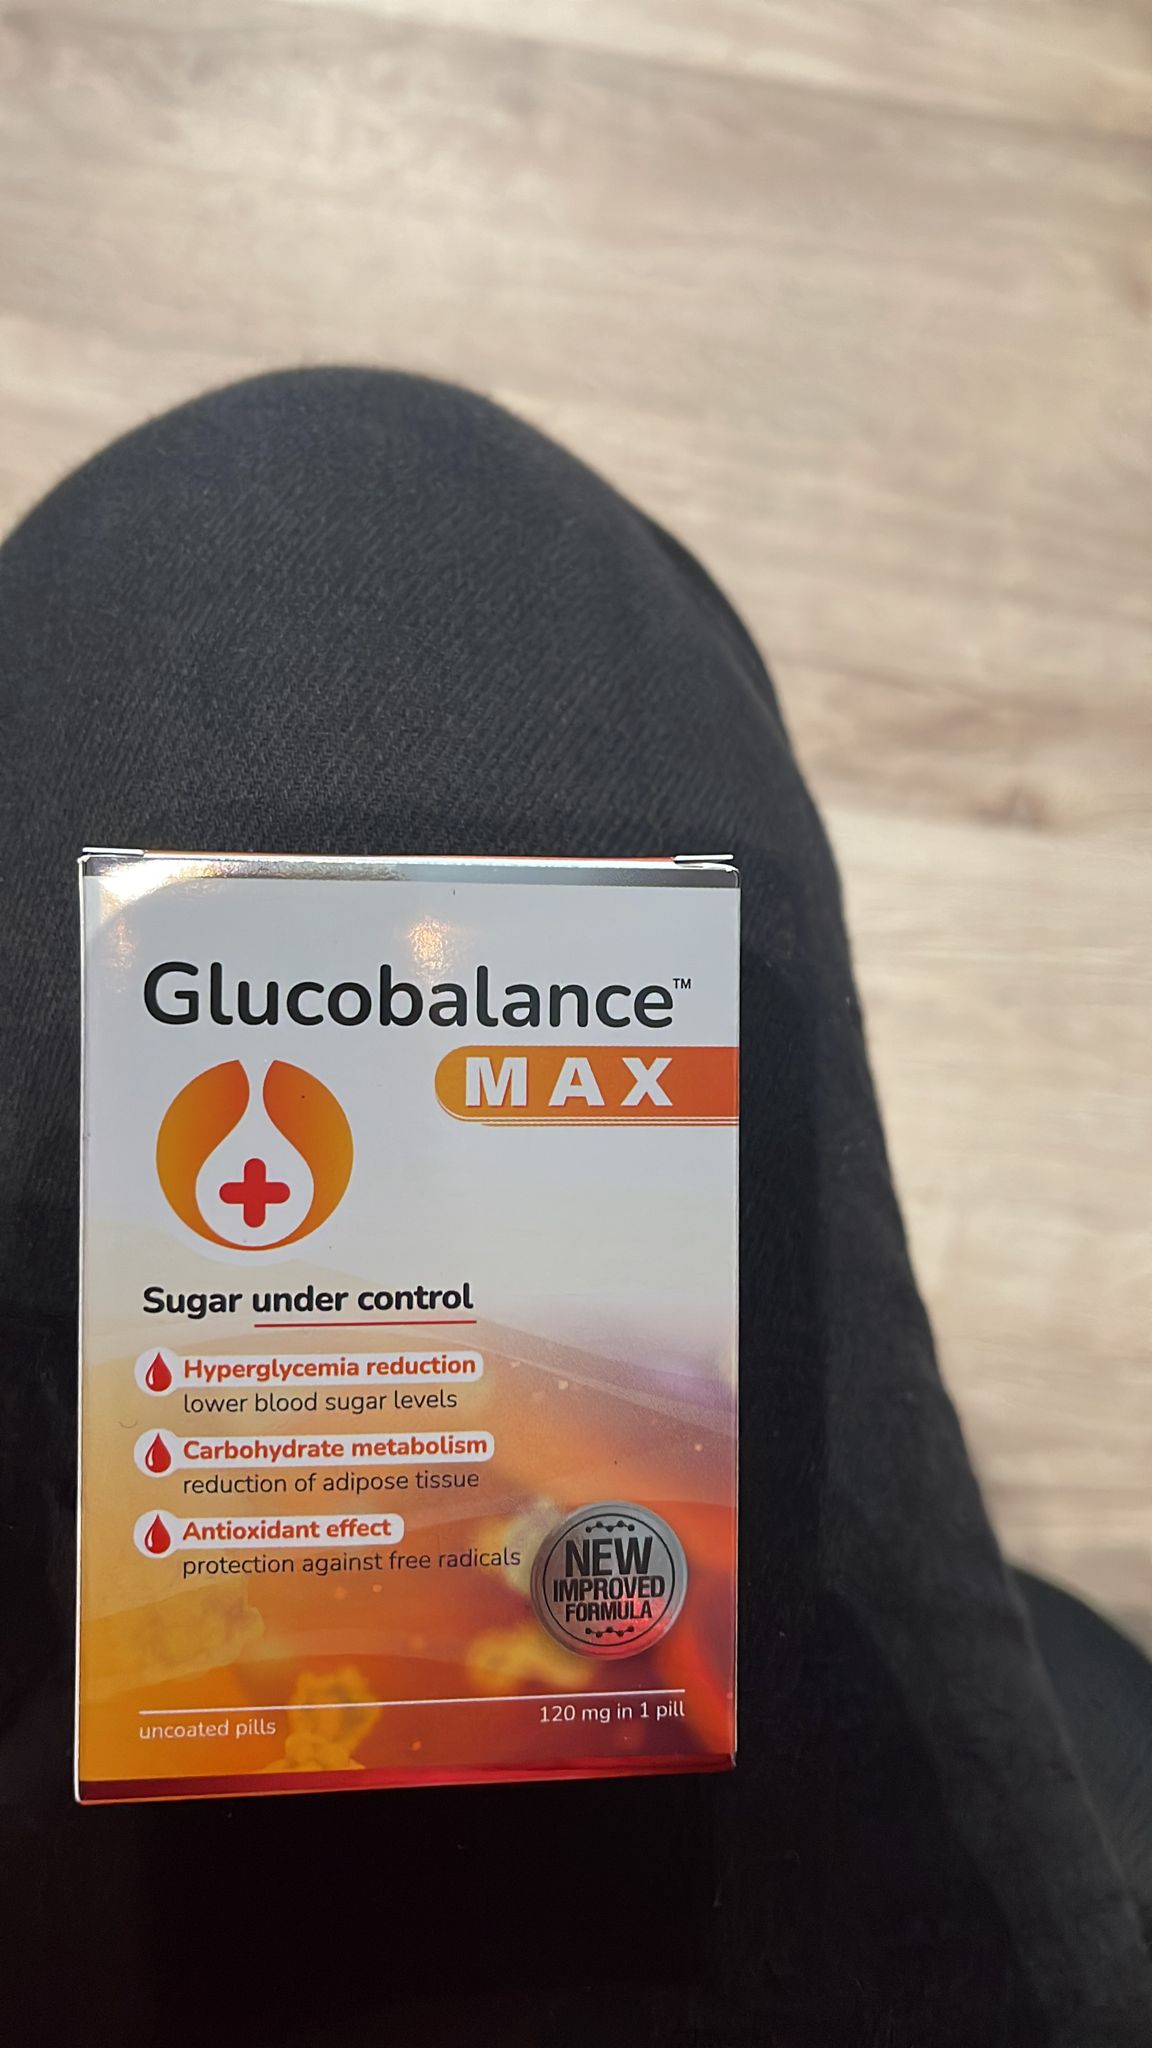 Glucobalance™
MAX
Sugar under control
Hyperglycemia reduction
lower blood sugar levels
Carbohydrate metabolism
reduction of adipose tissue
Antioxidant effect
protection against free radicals
NEW
IMPROVED
FORMULA
uncoated pills
120 mg in 1 pill